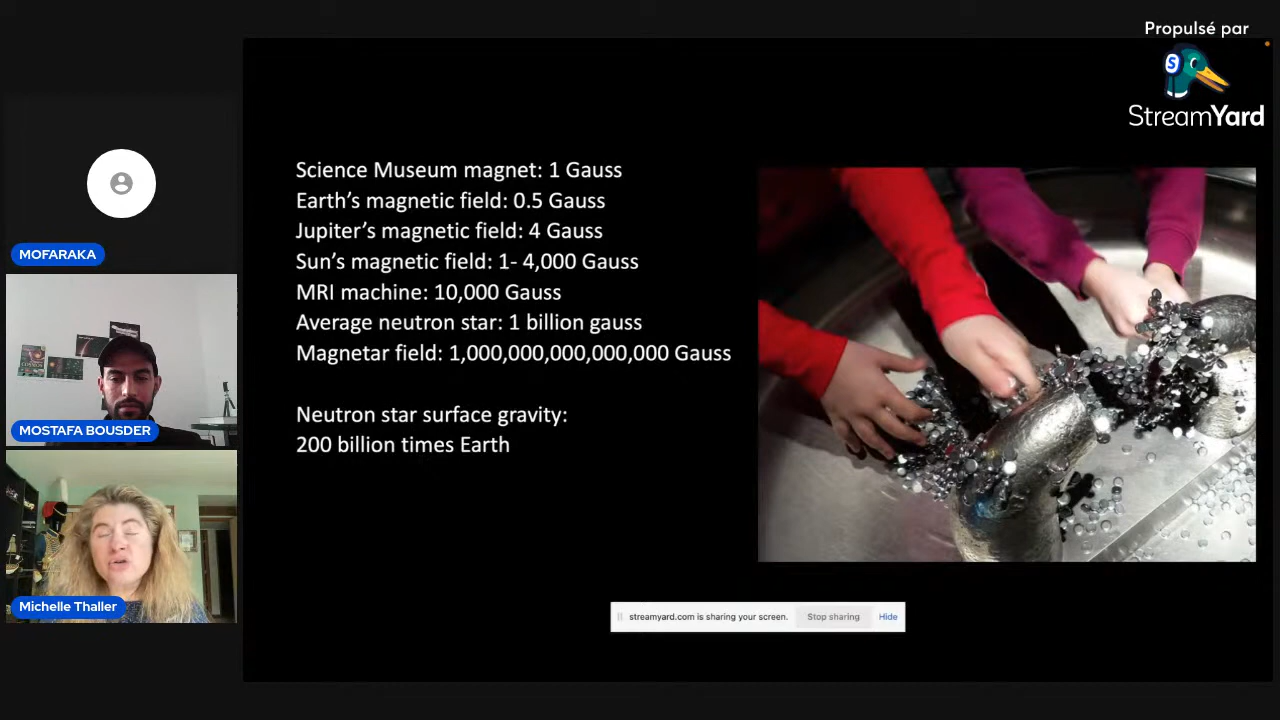 Propulsé par
StreamYard
Science Museum magnet: 1 Gauss
Earth’s magnetic field: 0.5 Gauss
Jupiter’s magnetic field: 4 Gauss
Sun’s magnetic field: 1- 4,000 Gauss
MRI machine: 10,000 Gauss
Average neutron star: 1 billion gauss
Magnetar field: 1,000,000,000,000,000 Gauss
Neutron star surface gravity:
200 billion times Earth
MOFARAKA
MOSTAFA BOUSDER
Michelle Thaller
streamyard.com is sharing your screen. Stop sharing Hide